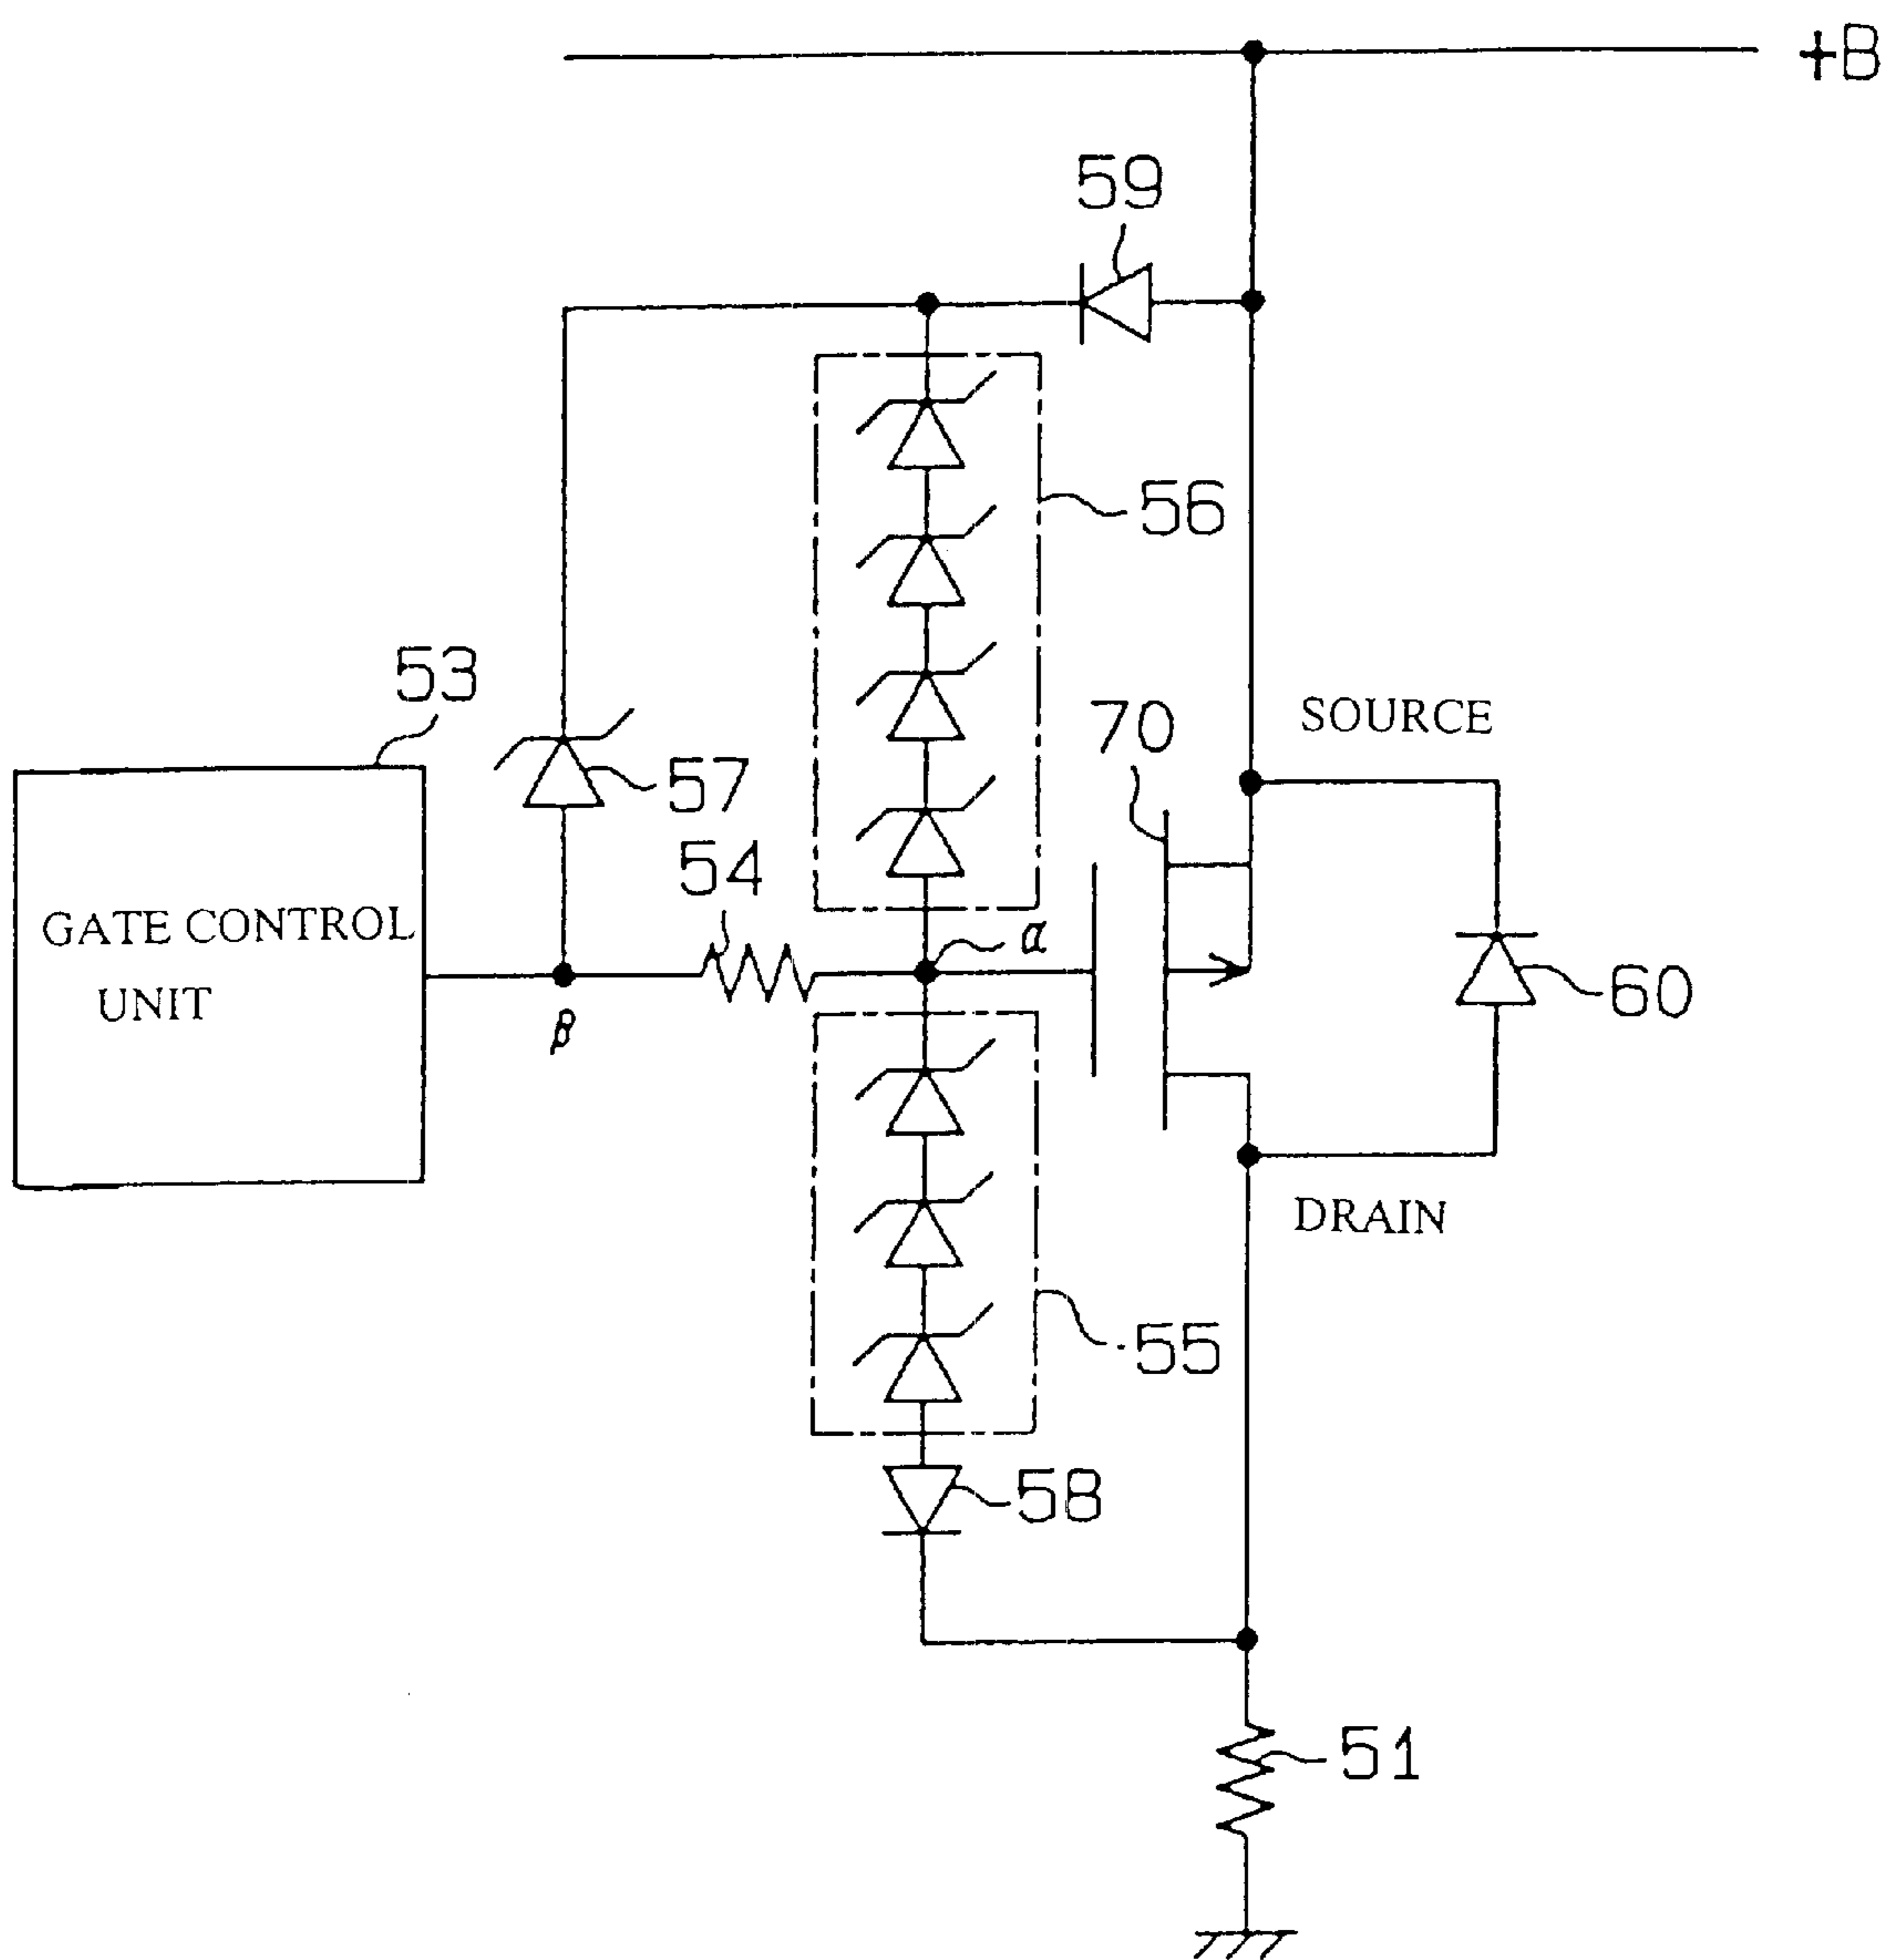 +B
59
56
53
57
54
70
SOURCE
GATE CONTROL
UNIT
α
β
60
DRAIN
55
58
51